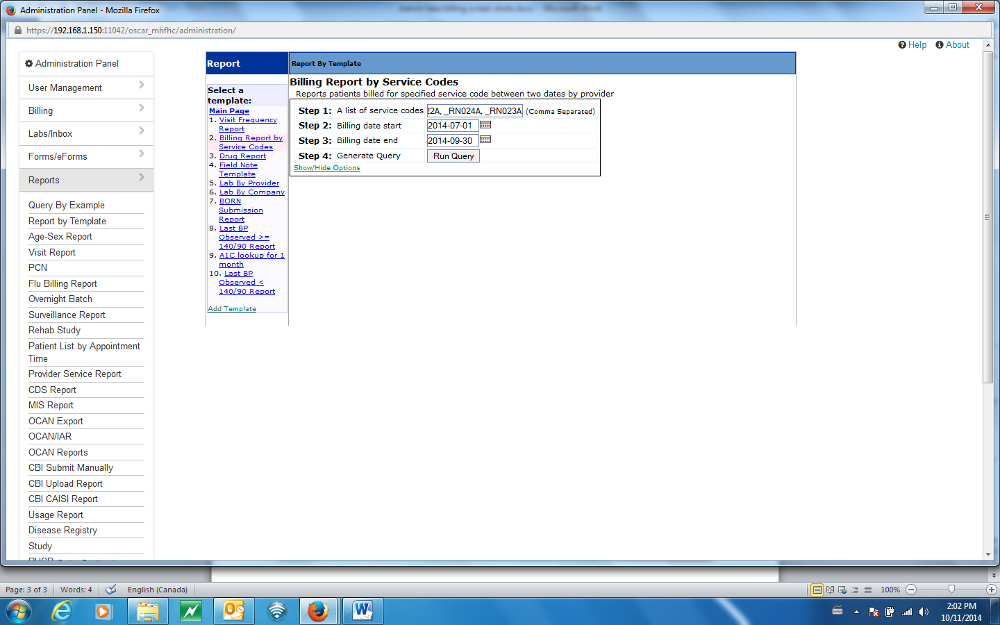 Administration Panel - Mozilla Firefox
https://192.168.1.150:11042/oscar_mhfhc/administration/
Help
About
Administration Panel
User Management
Billing
Labs/Inbox
Forms/eForms
Reports
Query By Example
Report by Template
Age-Sex Report
Visit Report
PCN
Flu Billing Report
Overnight Batch
Surveillance Report
Rehab Study
Patient List by Appointment
Time
Provider Service Report
CDS Report
MIS Report
OCAN Export
OCAN/IAR
OCAN Reports
CBI Submit Manually
CBI Upload Report
CBI CAISI Report
Usage Report
Disease Registry
Study
Report
Select a
template:
Main Page
1. Visit Frequency
Report
2. Billing Report by
Service Codes
3. Drug Report
4. Field Note
Template
5. Lab By Provider
6. Lab By Company
7. BORN
Submission
Report
8. Last BP
Observed >=
140/90 Report
9. A1C lookup for 1
month
10. Last BP
Observed <
140/90 Report
Add Template
Report By Template
Billing Report by Service Codes
Reports patients billed for specified service code between two dates by provider
Step 1: A list of service codes 22A, _RN024A, _RN023A (Comma Separated)
Step 2: Billing date start 2014-07-01
Step 3: Billing date end 2014-09-30
Step 4: Generate Query Run Query
Show/Hide Options
Page: 3 of 3 Words: 4 English (Canada) 100%
2:02 PM
10/11/2014